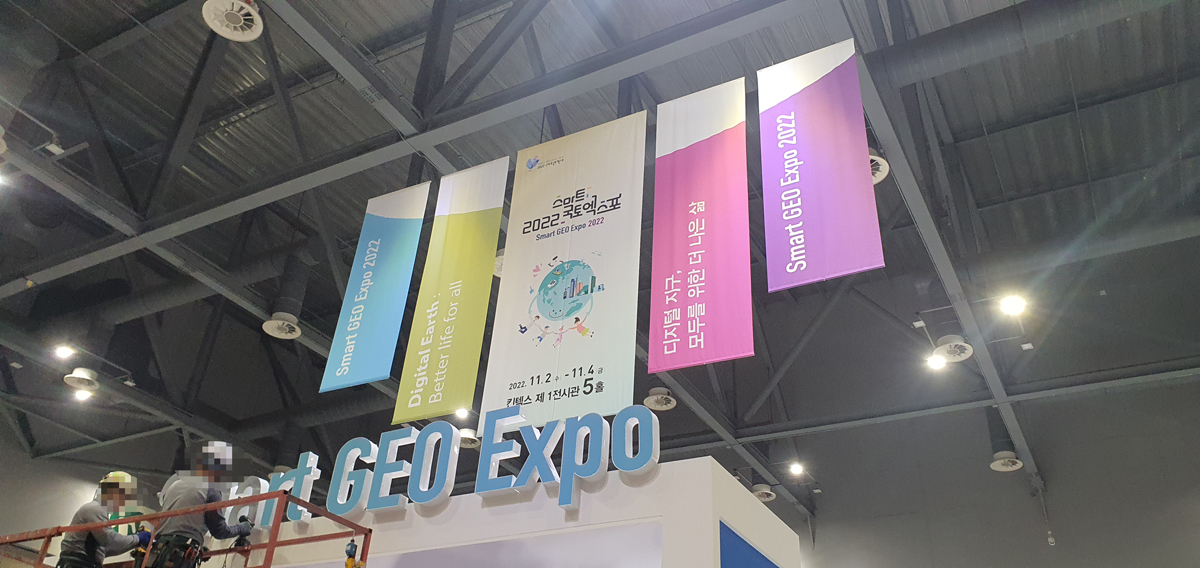 Smart GEO Expo 2022
Digital Earth :
Better life for all
스마트
2022 국토엑스포
Smart GEO Expo 2022
2022. 11.2 수 - 11.4 금
킨텍스 제 1전시관 5홀
디지털 지구,
모두를 위한 더 나은 삶
Smart GEO Expo 2022
GEO Expo